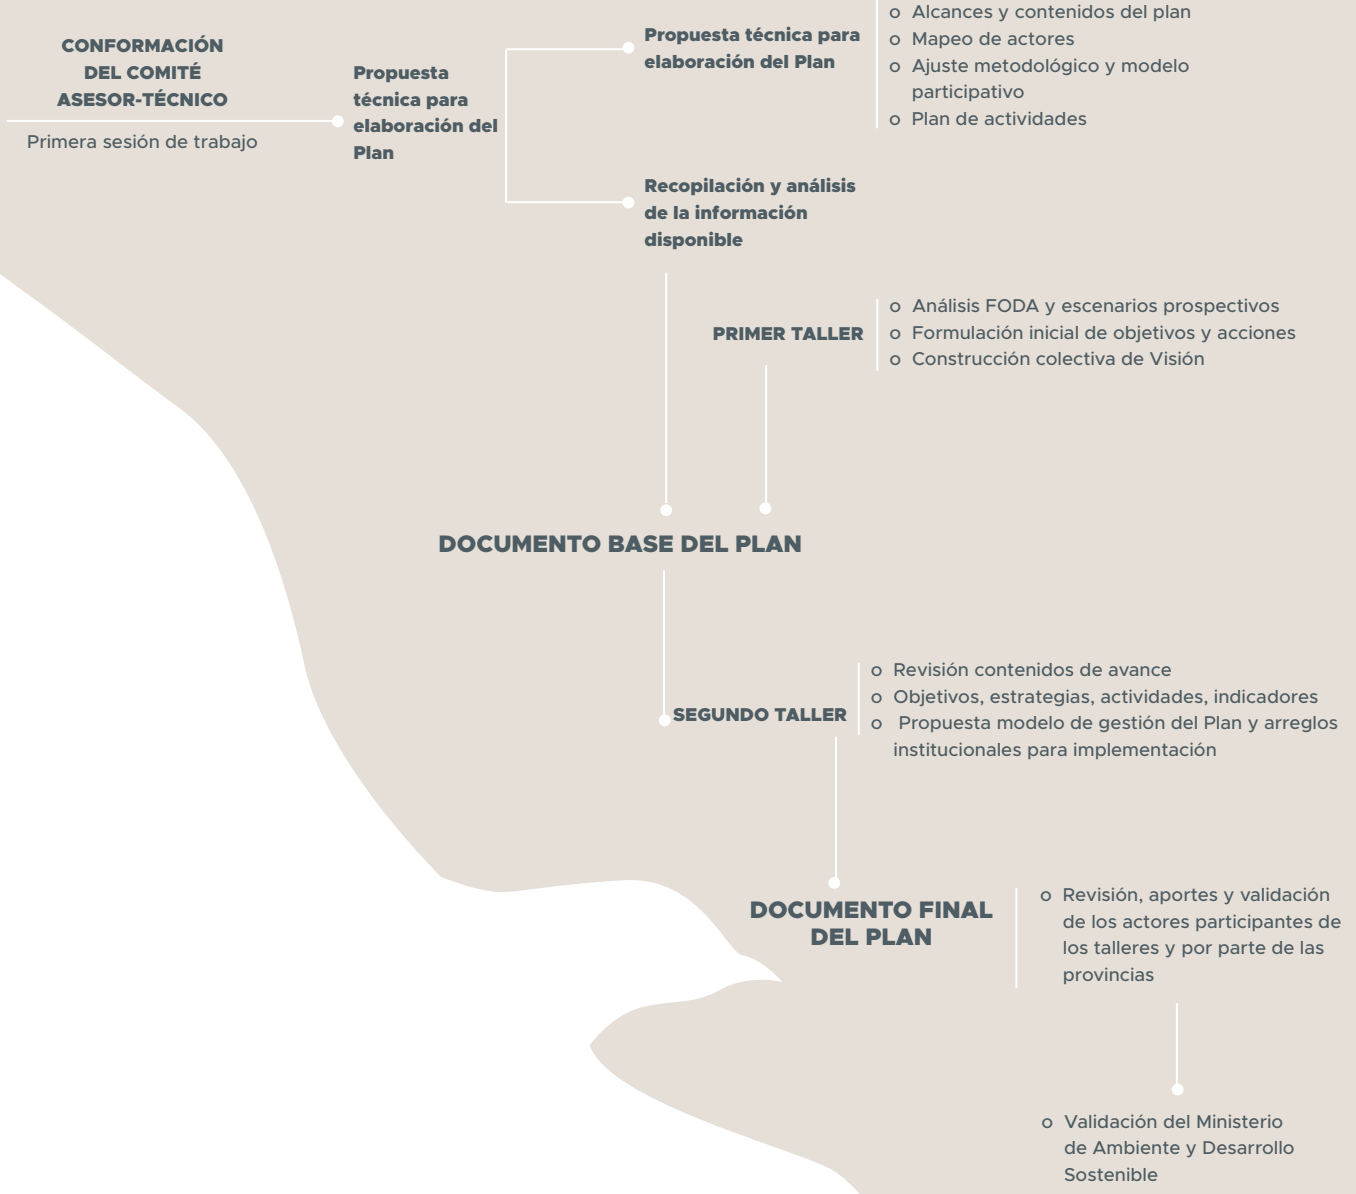 CONFORMACIÓN
DEL COMITÉ
ASESOR-TÉCNICO
Primera sesión de trabajo
Propuesta
técnica para
elaboración del
Plan
Propuesta técnica para
elaboración del Plan
o Alcances y contenidos del plan
o Mapeo de actores
o Ajuste metodológico y modelo
participativo
o Plan de actividades
Recopilación y análisis
de la información
disponible
PRIMER TALLER
o Análisis FODA y escenarios prospectivos
o Formulación inicial de objetivos y acciones
o Construcción colectiva de Visión
DOCUMENTO BASE DEL PLAN
SEGUNDO TALLER
o Revisión contenidos de avance
o Objetivos, estrategias, actividades, indicadores
o Propuesta modelo de gestión del Plan y arreglos
institucionales para implementación
DOCUMENTO FINAL
DEL PLAN
o Revisión, aportes y validación
de los actores participantes de
los talleres y por parte de las
provincias
o Validación del Ministerio
de Ambiente y Desarrollo
Sostenible